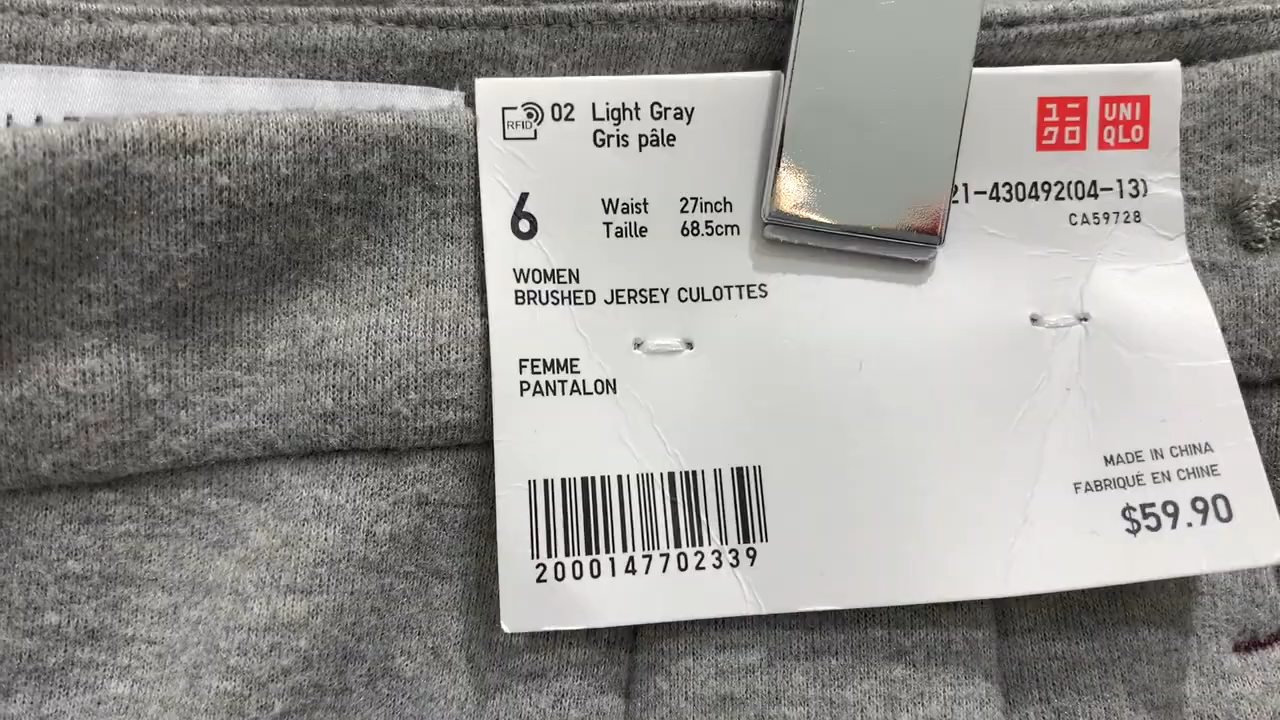 RFID 02 Light Gray
Gris pâle
ユニ
クロ
UNI
QLO
6 Waist 27inch
Taille 68.5cm
21-430492(04-13)
CA59728
WOMEN
BRUSHED JERSEY CULOTTES
FEMME
PANTALON
MADE IN CHINA
FABRIQUÉ EN CHINE
$59.90
2000147702339